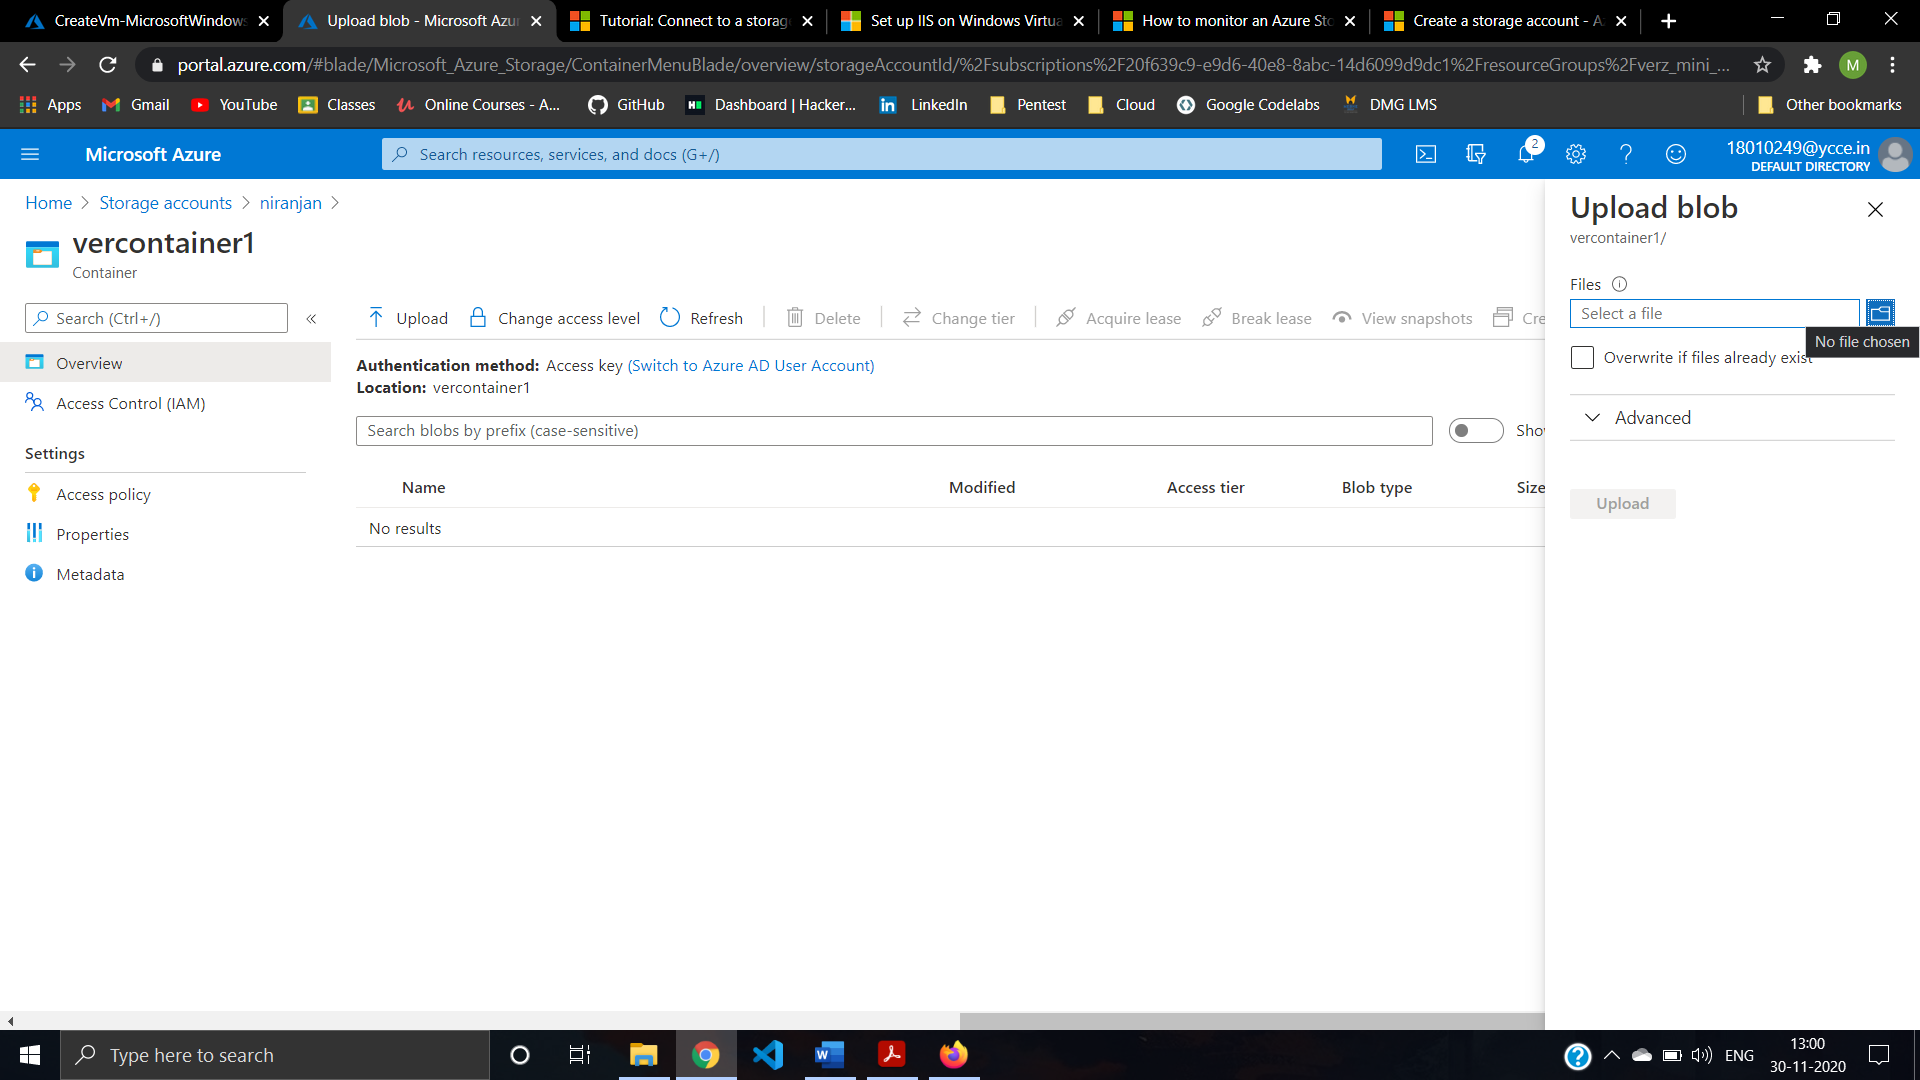 CreateVm-MicrosoftWindows
Upload blob - Microsoft Azur
Tutorial: Connect to a storage
Set up IIS on Windows Virtua
How to monitor an Azure Sto
Create a storage account - A
portal.azure.com/#blade/Microsoft_Azure_Storage/ContainerMenuBlade/overview/storageAccountId/%2Fsubscriptions%2F20f639c9-e9d6-40e8-8abc-14d6099d9dc1%2FresourceGroups%2Fverz_mini_...
M
Apps Gmail YouTube Classes Online Courses - A... GitHub Dashboard | Hacker... LinkedIn Pentest Cloud Google Codelabs DMG LMS Other bookmarks
Microsoft Azure
Search resources, services, and docs (G+/)
2
18010249@ycce.in
DEFAULT DIRECTORY
Home > Storage accounts > niranjan >
vercontainer1
Container
Search (Ctrl+/)
«
Overview
Access Control (IAM)
Settings
Access policy
Properties
Metadata
Upload Change access level Refresh Delete Change tier Acquire lease Break lease View snapshots Cre
Authentication method: Access key (Switch to Azure AD User Account)
Location: vercontainer1
Search blobs by prefix (case-sensitive)
Show
Name Modified Access tier Blob type Size
No results
Upload blob
vercontainer1/
Files
Select a file
No file chosen
Overwrite if files already exist
Advanced
Upload
Type here to search
ENG
13:00
30-11-2020